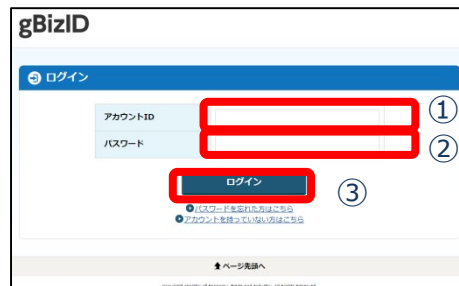 gBizID
ログイン
アカウントID ①
パスワード ②
ログイン ③
パスワードを忘れた方はこちら
アカウントを持っていない方はこちら
ページ先頭へ